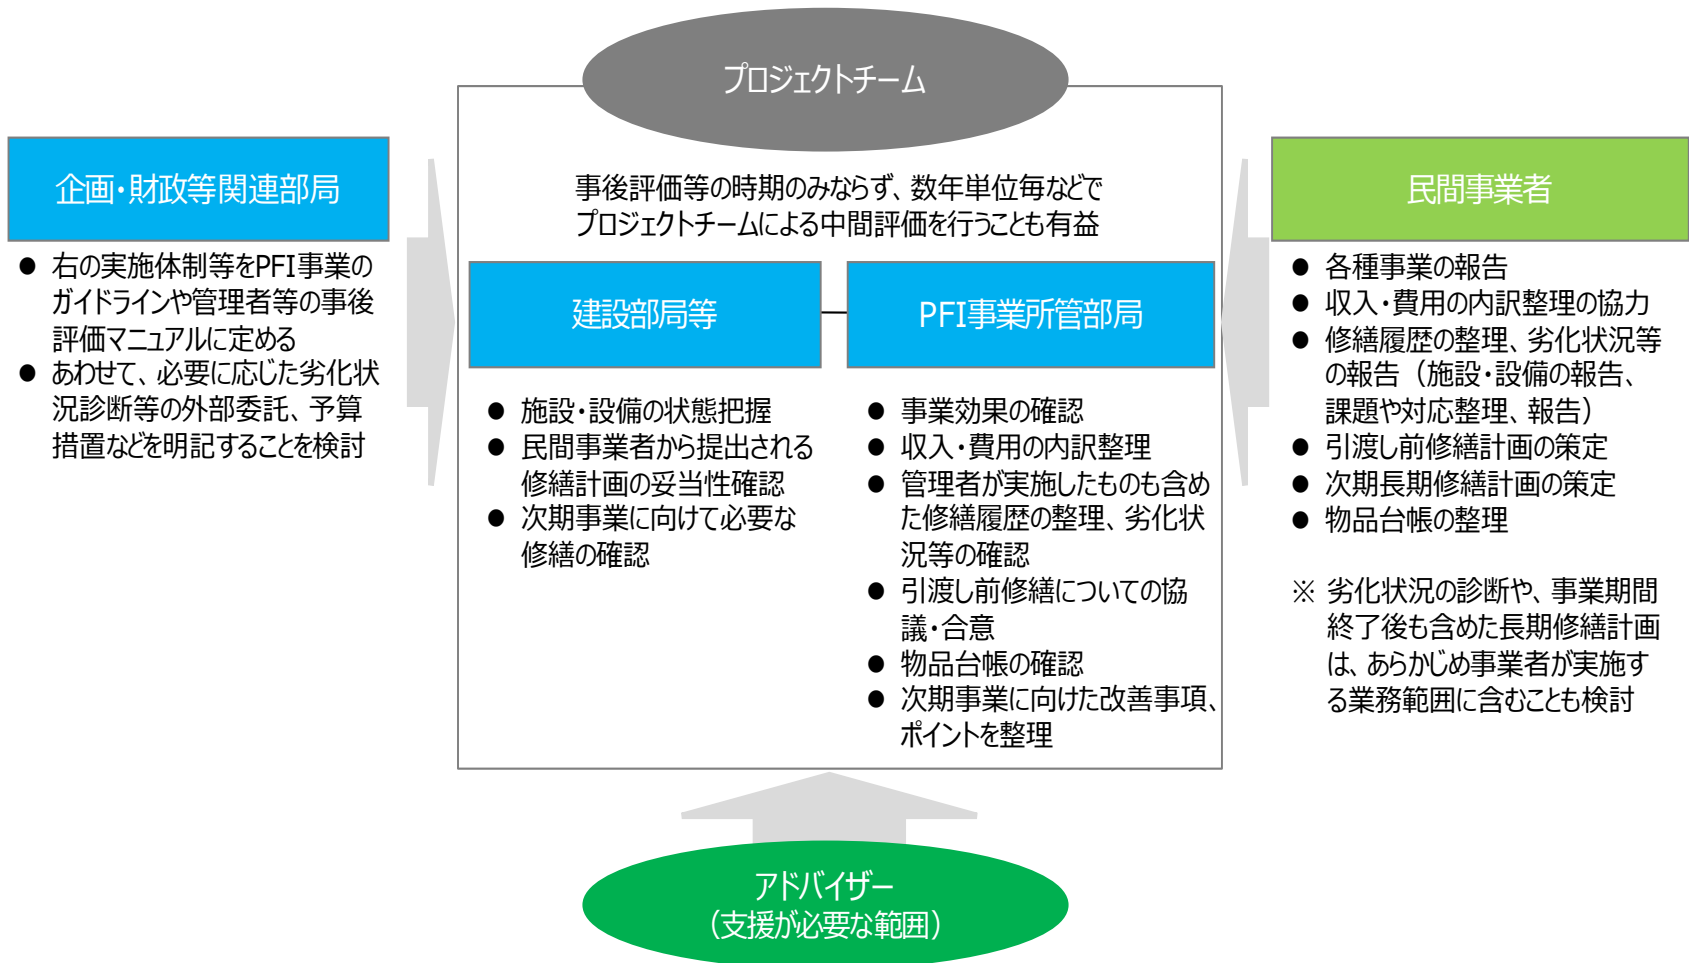 プロジェクトチーム
企画・財政等関連部局
● 右の実施体制等をPFI事業の
ガイドラインや管理者等の事後
評価マニュアルに定める
● あわせて、必要に応じた劣化状
況診断等の外部委託、予算
措置などを明記することを検討
事後評価等の時期のみならず、数年単位毎などで
プロジェクトチームによる中間評価を行うことも有益
建設部局等
● 施設・設備の状態把握
● 民間事業者から提出される
修繕計画の妥当性確認
● 次期事業に向けて必要な
修繕の確認
PFI事業所管部局
● 事業効果の確認
● 収入・費用の内訳整理
● 管理者が実施したものも含め
た修繕履歴の整理、劣化状
況等の確認
● 引渡し前修繕についての協
議・合意
● 物品台帳の確認
● 次期事業に向けた改善事項、
ポイントを整理
民間事業者
● 各種事業の報告
● 収入・費用の内訳整理の協力
● 修繕履歴の整理、劣化状況等
の報告（施設・設備の報告、
課題や対応整理、報告）
● 引渡し前修繕計画の策定
● 次期長期修繕計画の策定
● 物品台帳の整理
※ 劣化状況の診断や、事業期間
終了後も含めた長期修繕計画
は、あらかじめ事業者が実施す
る業務範囲に含むことも検討
アドバイザー
（支援が必要な範囲）